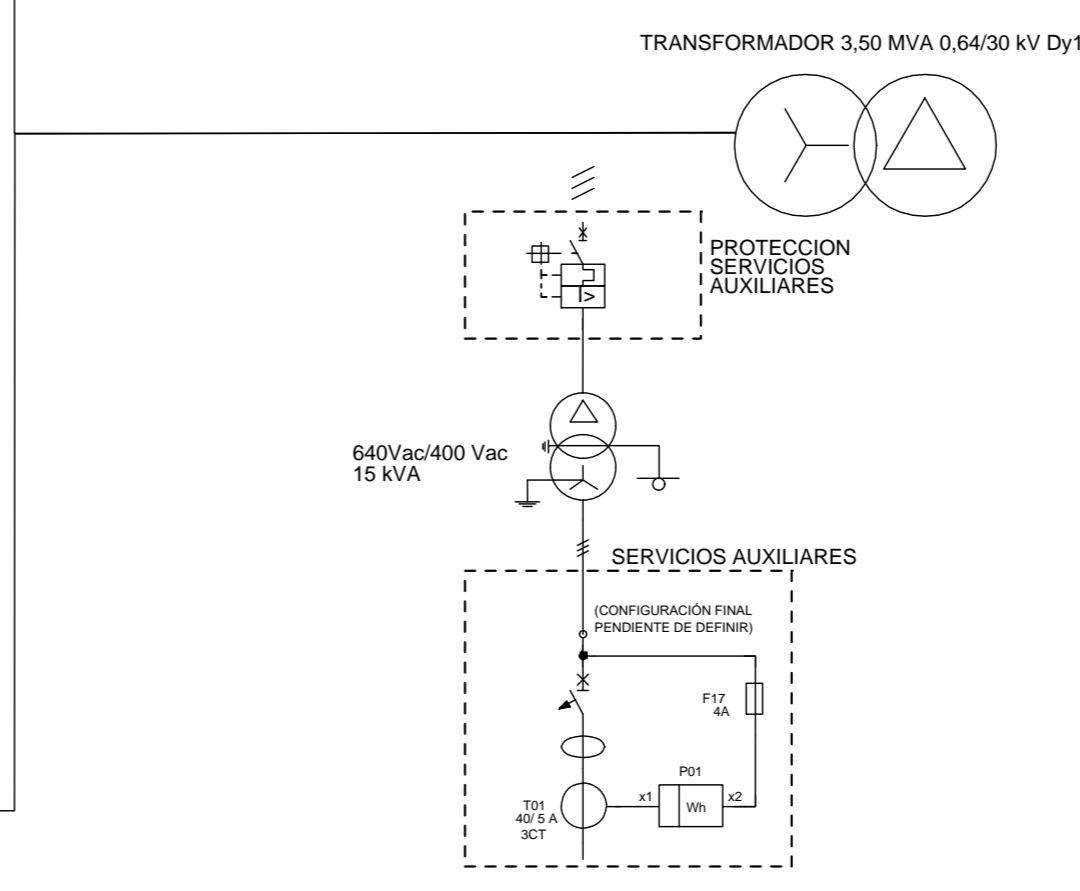 TRANSFORMADOR 3,50 MVA 0,64/30 kV Dy1
PROTECCION
SERVICIOS
AUXILIARES
I>
640Vac/400 Vac
15 kVA
SERVICIOS AUXILIARES
(CONFIGURACIÓN FINAL
PENDIENTE DE DEFINIR)
F17
4A
P01
x1
Wh
x2
T01
40/ 5 A
3CT